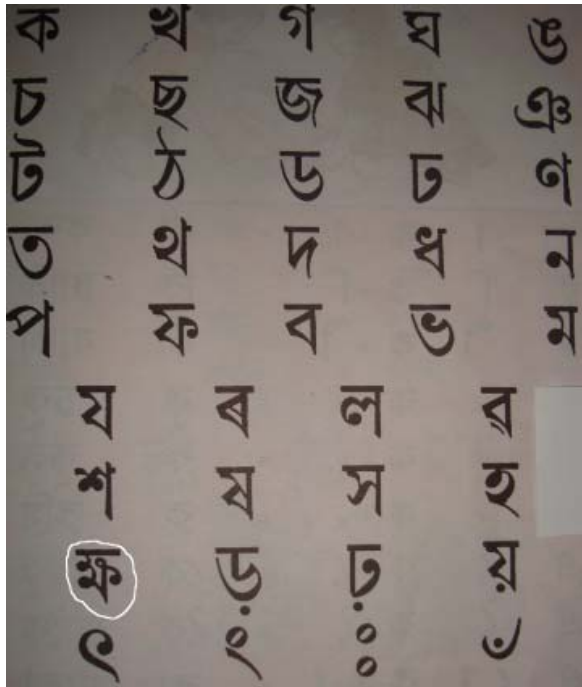 ক খ গ ঘ ঙ
চ ছ জ ঝ ঞ
ট ঠ ড ঢ ণ
ত থ দ ধ ন
প ফ ব ভ ম
য ৰ ল ৱ
শ ষ স হ
ক্ষ ড় ঢ় য়
ৎ ং ঃ ঁ